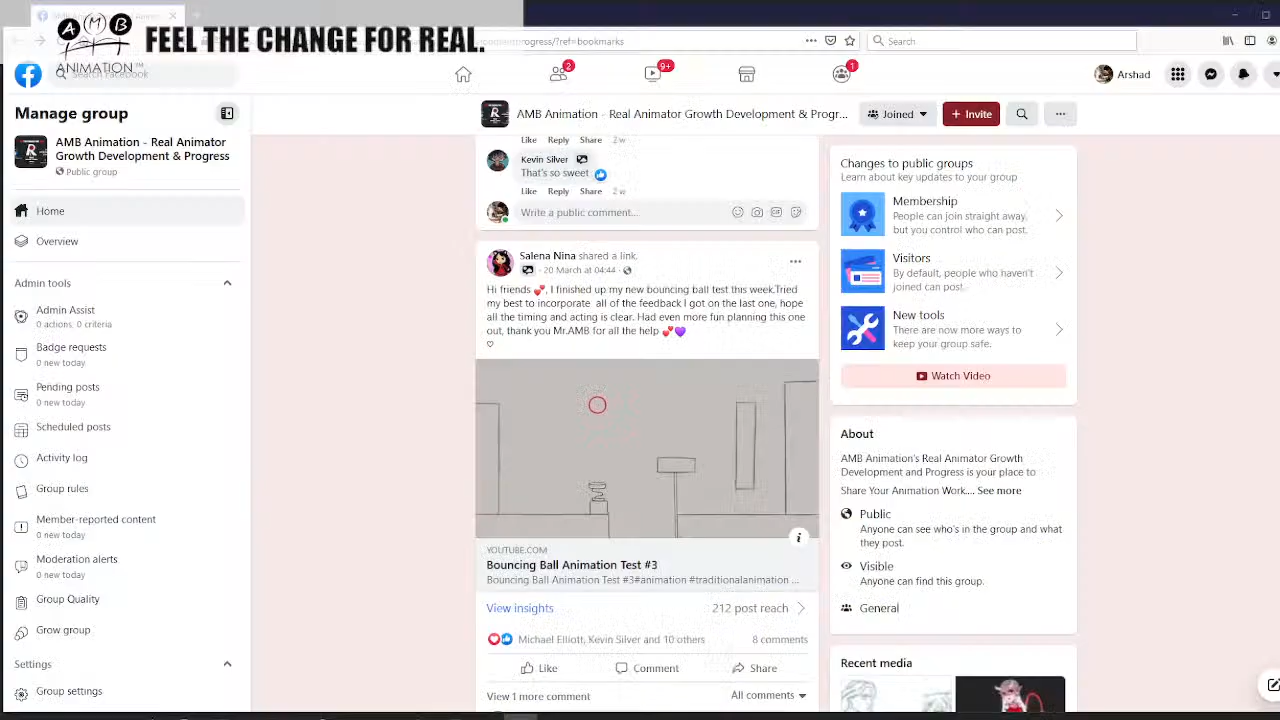 AMB
ANIMATION
FEEL THE CHANGE FOR REAL.
progress/?ref=bookmarks
Search
Search Facebook
2
9+
1
Arshad
Manage group
AMB Animation - Real Animator
Growth Development & Progress
Public group
Home
Overview
Admin tools
Admin Assist
0 actions, 0 criteria
Badge requests
0 new today
Pending posts
0 new today
Scheduled posts
Activity log
Group rules
Member-reported content
0 new today
Moderation alerts
0 new today
Group Quality
Grow group
Settings
Group settings
AMB Animation - Real Animator Growth Development & Progr...
Joined
+ Invite
Like Reply Share 2 w
Kevin Silver
That's so sweet
Like Reply Share 2 w
Write a public comment...
Salena Nina shared a link.
· 20 March at 04:44 ·
Hi friends 💕, I finished up my new bouncing ball test this week.Tried
my best to incorporate all of the feedback I got on the last one, hope
all the timing and acting is clear. Had even more fun planning this one
out, thank you Mr.AMB for all the help 💕💜
♡
YOUTUBE.COM
Bouncing Ball Animation Test #3
Bouncing Ball Animation Test #3#animation #traditionalanimation ...
View insights
212 post reach
Michael Elliott, Kevin Silver and 10 others
8 comments
Like
Comment
Share
View 1 more comment
All comments
Changes to public groups
Learn about key updates to your group
Membership
People can join straight away,
but you control who can post.
Visitors
By default, people who haven't
joined can post.
New tools
There are now more ways to
keep your group safe.
Watch Video
About
AMB Animation's Real Animator Growth
Development and Progress is your place to
Share Your Animation Work.... See more
Public
Anyone can see who's in the group and what
they post.
Visible
Anyone can find this group.
General
Recent media